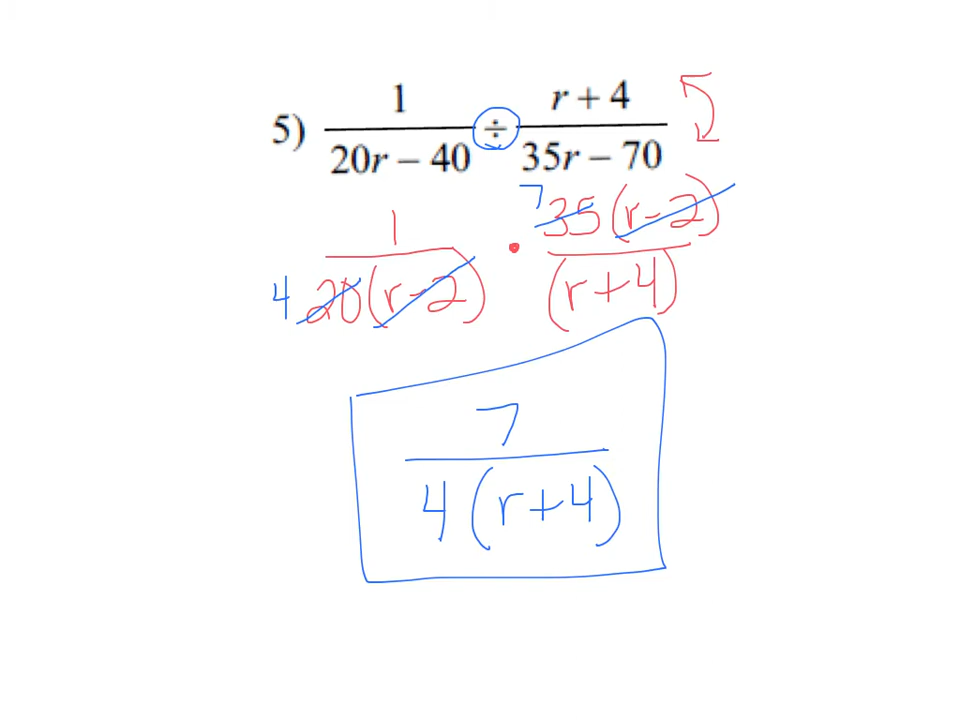 5) 1/(20r – 40) ÷ (r + 4)/(35r – 70)
1/(4 20(r-2)) · (7 35(r-2))/(r+4)
7/(4(r+4))